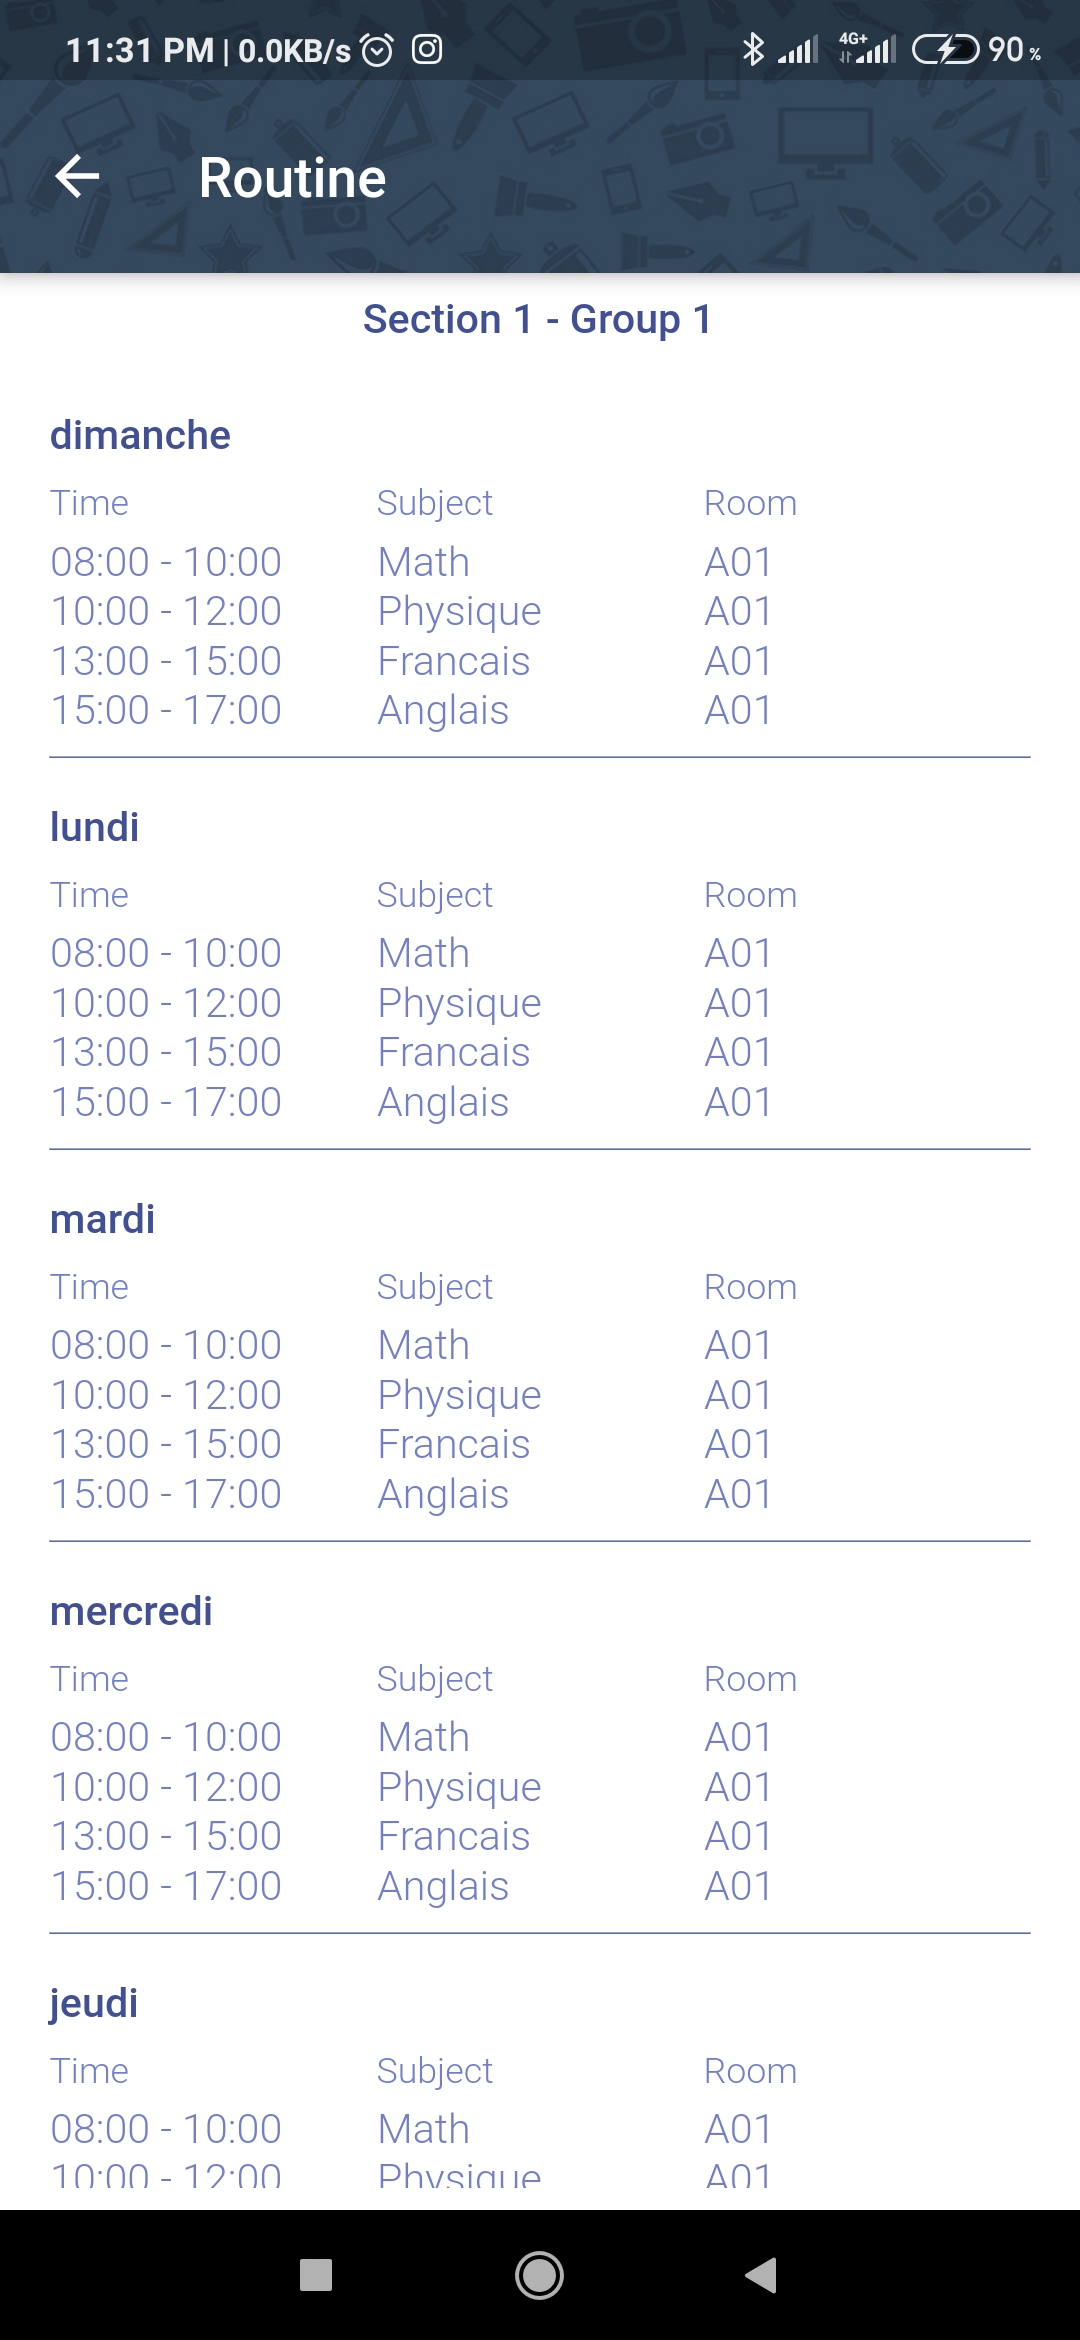 11:31 PM | 0.0KB/s 4G+ 90 %
Routine
Section 1 - Group 1
dimanche
Time Subject Room
08:00 - 10:00 Math A01
10:00 - 12:00 Physique A01
13:00 - 15:00 Francais A01
15:00 - 17:00 Anglais A01
lundi
Time Subject Room
08:00 - 10:00 Math A01
10:00 - 12:00 Physique A01
13:00 - 15:00 Francais A01
15:00 - 17:00 Anglais A01
mardi
Time Subject Room
08:00 - 10:00 Math A01
10:00 - 12:00 Physique A01
13:00 - 15:00 Francais A01
15:00 - 17:00 Anglais A01
mercredi
Time Subject Room
08:00 - 10:00 Math A01
10:00 - 12:00 Physique A01
13:00 - 15:00 Francais A01
15:00 - 17:00 Anglais A01
jeudi
Time Subject Room
08:00 - 10:00 Math A01
10:00 - 12:00 Physique A01